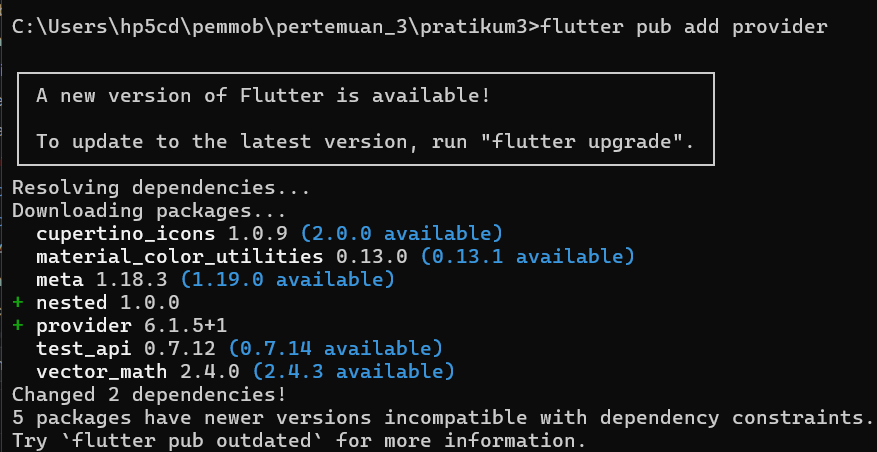 C:\Users\hp5cd\pemmob\pertemuan_3\pratikum3>flutter pub add provider
A new version of Flutter is available!
To update to the latest version, run "flutter upgrade".
Resolving dependencies...
Downloading packages...
cupertino_icons 1.0.9 (2.0.0 available)
material_color_utilities 0.13.0 (0.13.1 available)
meta 1.18.3 (1.19.0 available)
+ nested 1.0.0
+ provider 6.1.5+1
test_api 0.7.12 (0.7.14 available)
vector_math 2.4.0 (2.4.3 available)
Changed 2 dependencies!
5 packages have newer versions incompatible with dependency constraints.
Try `flutter pub outdated` for more information.